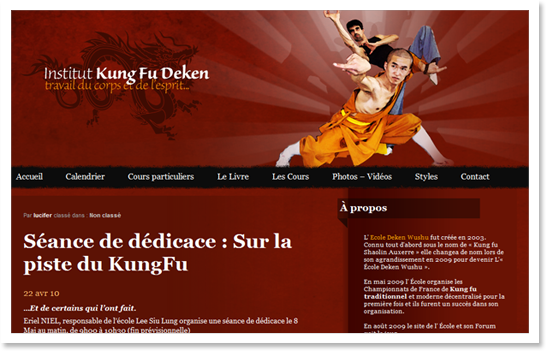 Institut Kung Fu Deken
travail du corps et de l'esprit...
Accueil Calendrier Cours particuliers Le Livre Les Cours Photos – Vidéos Styles Contact
Par lucifer classé dans : Non classé
Séance de dédicace : Sur la
piste du KungFu
22 avr 10
...Et de certains qui l'ont fait.
Eriel NIEL, responsable de l'école Lee Siu Lung organise une séance de dédicace le 8
Mai au matin, de 9h00 à 10h30 (fin prévisionnelle)
À propos
L' Ecole Deken Wushu fut créée en 2003.
Connu tout d'abord sous le nom de « Kung fu
Shaolin Auxerre » elle changea de nom lors de
son agrandissement en 2009 pour devenir L'«
École Deken Wushu ».
En mai 2009 l' École organise les
Championnats de France de Kung fu
traditionnel et moderne décentralisé pour la
première fois et ils furent un succès dans son
organisation.
En août 2009 le site de l' École et son Forum